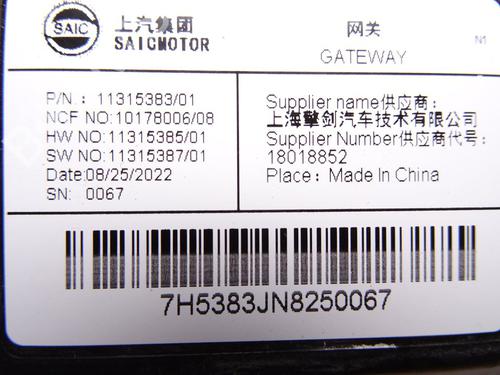 SAIC 上汽集团
SAICMOTOR
网关
GATEWAY
N1
P/N : 11315383/01
NCF NO:10178006/08
HW NO:11315385/01
SW NO:11315387/01
Date:08/25/2022
SN: 0067
Supplier name供应商:
上海擎剑汽车技术有限公司
Supplier Number供应商代号:
18018852
Place: Made In China
7H5383JN8250067